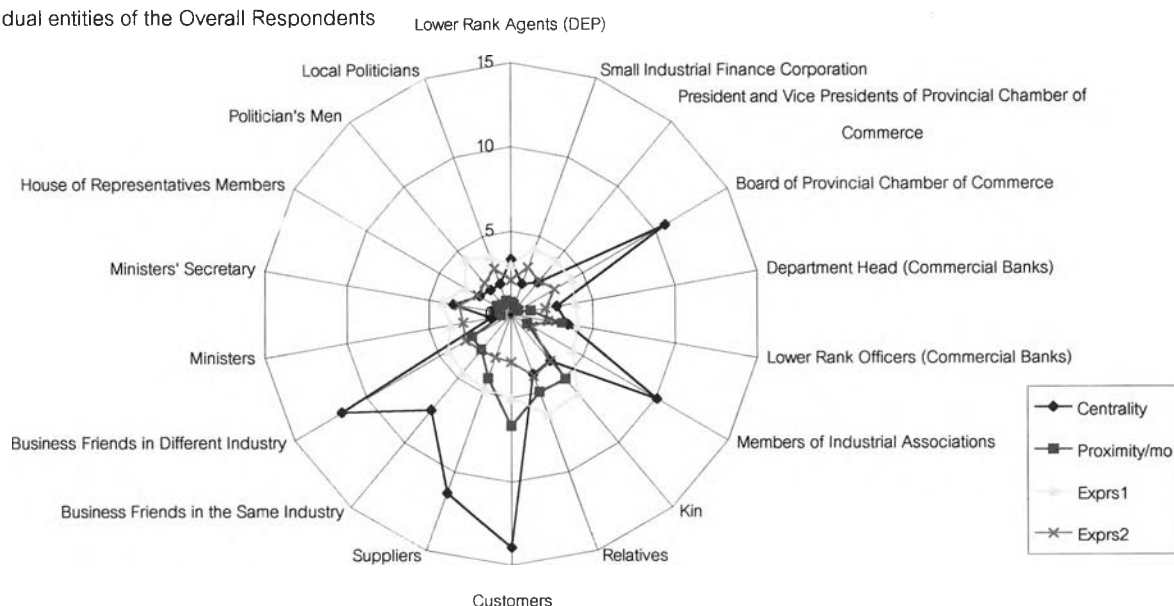 dual entities of the Overall Respondents
Lower Rank Agents (DEP)
Small Industrial Finance Corporation
President and Vice Presidents of Provincial Chamber of
Commerce
Board of Provincial Chamber of Commerce
Department Head (Commercial Banks)
Lower Rank Officers (Commercial Banks)
Members of Industrial Associations
Kin
Relatives
Customers
Suppliers
Business Friends in the Same Industry
Business Friends in Different Industry
Ministers
Ministers' Secretary
House of Representatives Members
Politician's Men
Local Politicians
15
10
5
0
Centrality
Proximity/mo
Exprs1
Exprs2